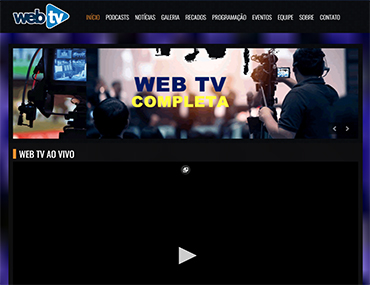 web tv
INÍCIO PODCASTS NOTÍCIAS GALERIA RECADOS PROGRAMAÇÃO EVENTOS EQUIPE SOBRE CONTATO
WEB TV
COMPLETA
WEB TV AO VIVO